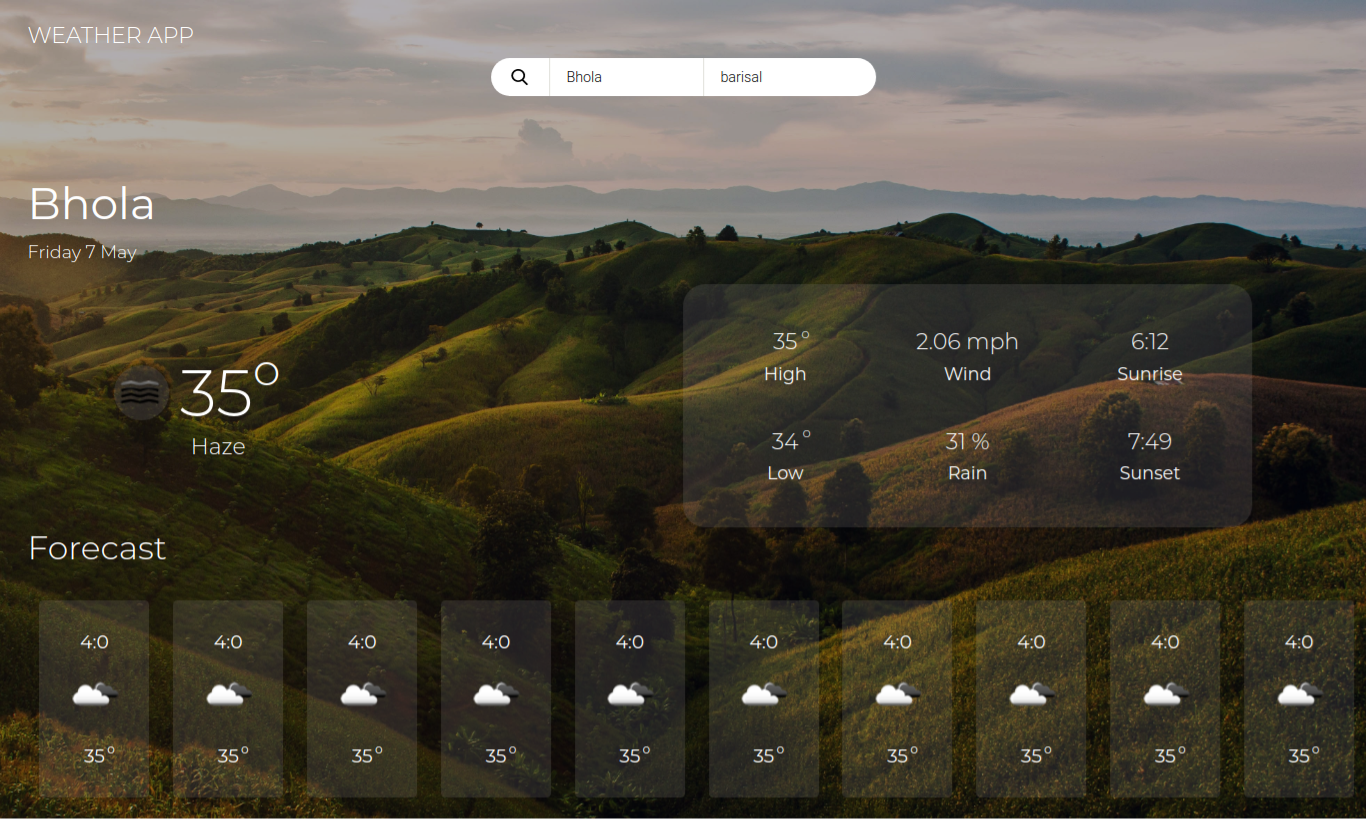 WEATHER APP
Bhola barisal
Bhola
Friday 7 May
35° 2.06 mph 6:12
High Wind Sunrise
35°
Haze
34° 31 % 7:49
Low Rain Sunset
Forecast
4:0 4:0 4:0 4:0 4:0 4:0 4:0 4:0 4:0 4:0
35° 35° 35° 35° 35° 35° 35° 35° 35° 35°